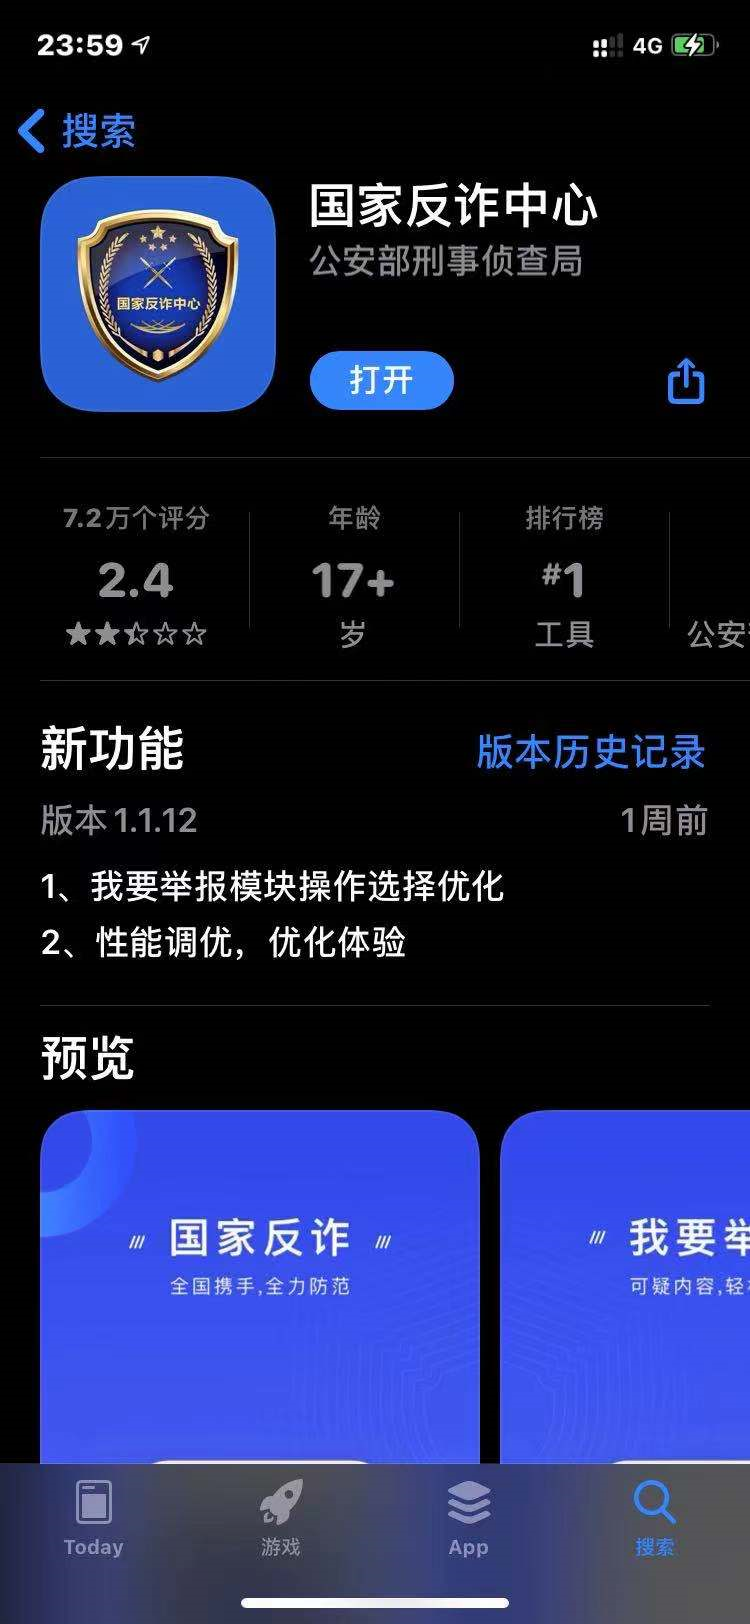 23:59
4G
搜索
国家反诈中心
国家反诈中心
公安部刑事侦查局
打开
7.2万个评分
年龄
排行榜
2.4
17+
#1
岁
工具
公安
新功能
版本历史记录
版本 1.1.12
1周前
1、我要举报模块操作选择优化
2、性能调优，优化体验
预览
国家反诈
全国携手,全力防范
我要举
可疑内容,轻
Today
游戏
App
搜索